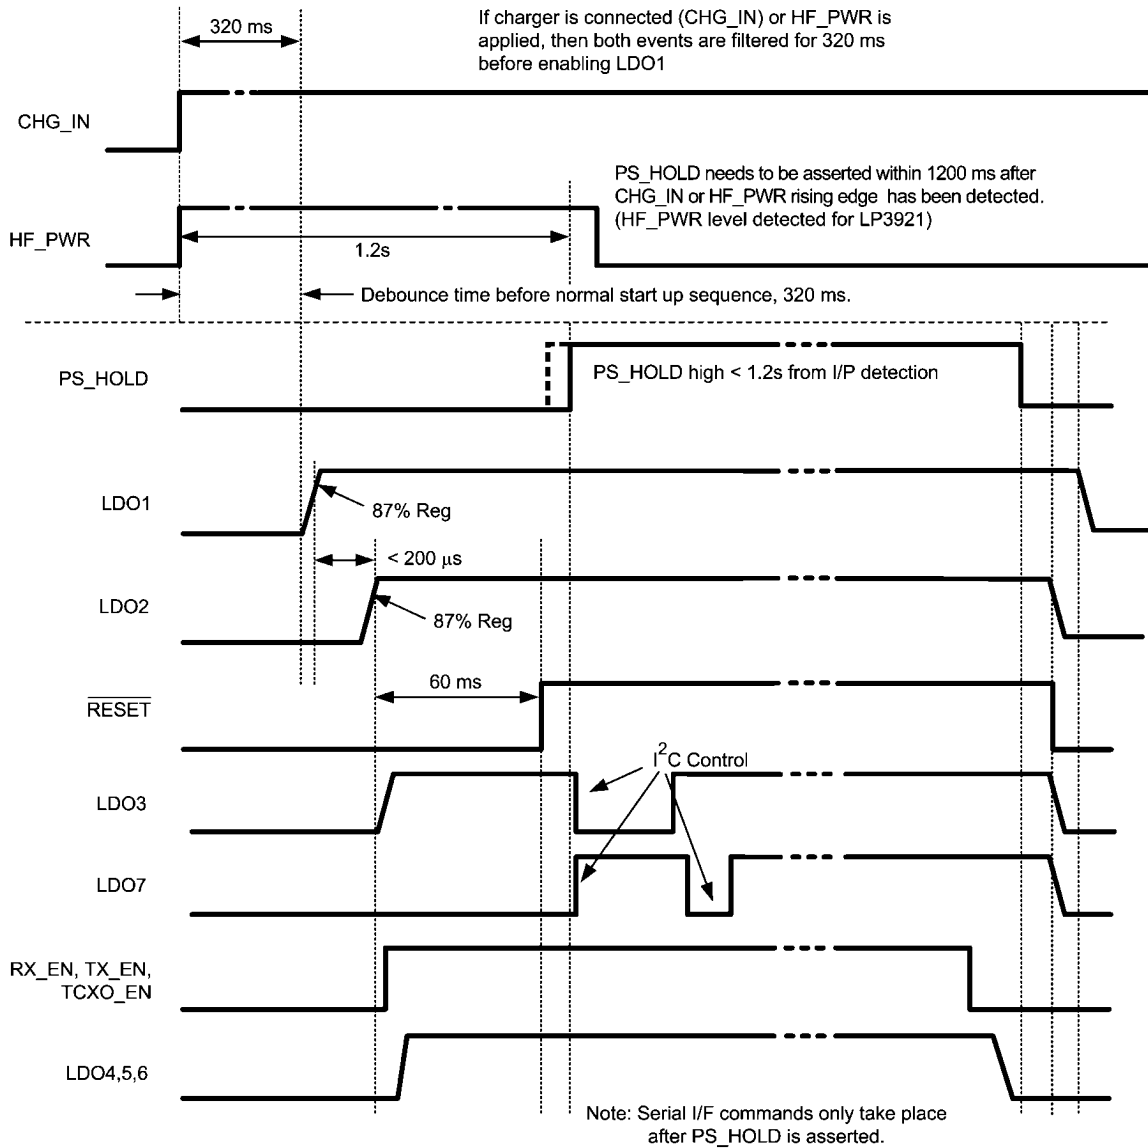 320 ms
If charger is connected (CHG_IN) or HF_PWR is
applied, then both events are filtered for 320 ms
before enabling LDO1
CHG_IN
PS_HOLD needs to be asserted within 1200 ms after
CHG_IN or HF_PWR rising edge has been detected.
(HF_PWR level detected for LP3921)
HF_PWR
1.2s
Debounce time before normal start up sequence, 320 ms.
PS_HOLD
PS_HOLD high < 1.2s from I/P detection
LDO1
87% Reg
< 200 µs
LDO2
87% Reg
60 ms
RESET
I²C Control
LDO3
LDO7
RX_EN, TX_EN,
TCXO_EN
LDO4,5,6
Note: Serial I/F commands only take place
after PS_HOLD is asserted.